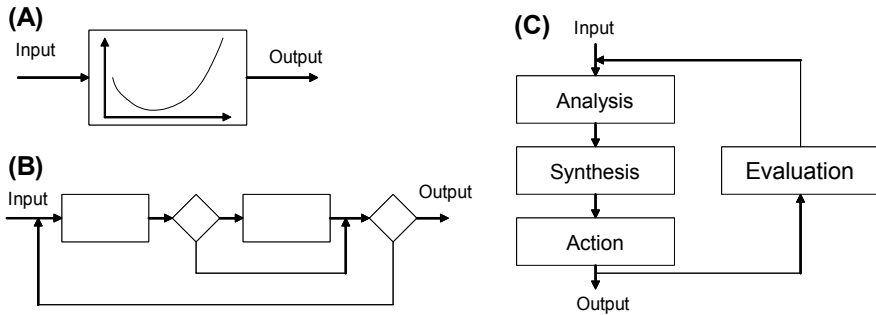 (A)
Input
Output
(B)
Input
Output
(C)
Input
Analysis
Synthesis
Evaluation
Action
Output